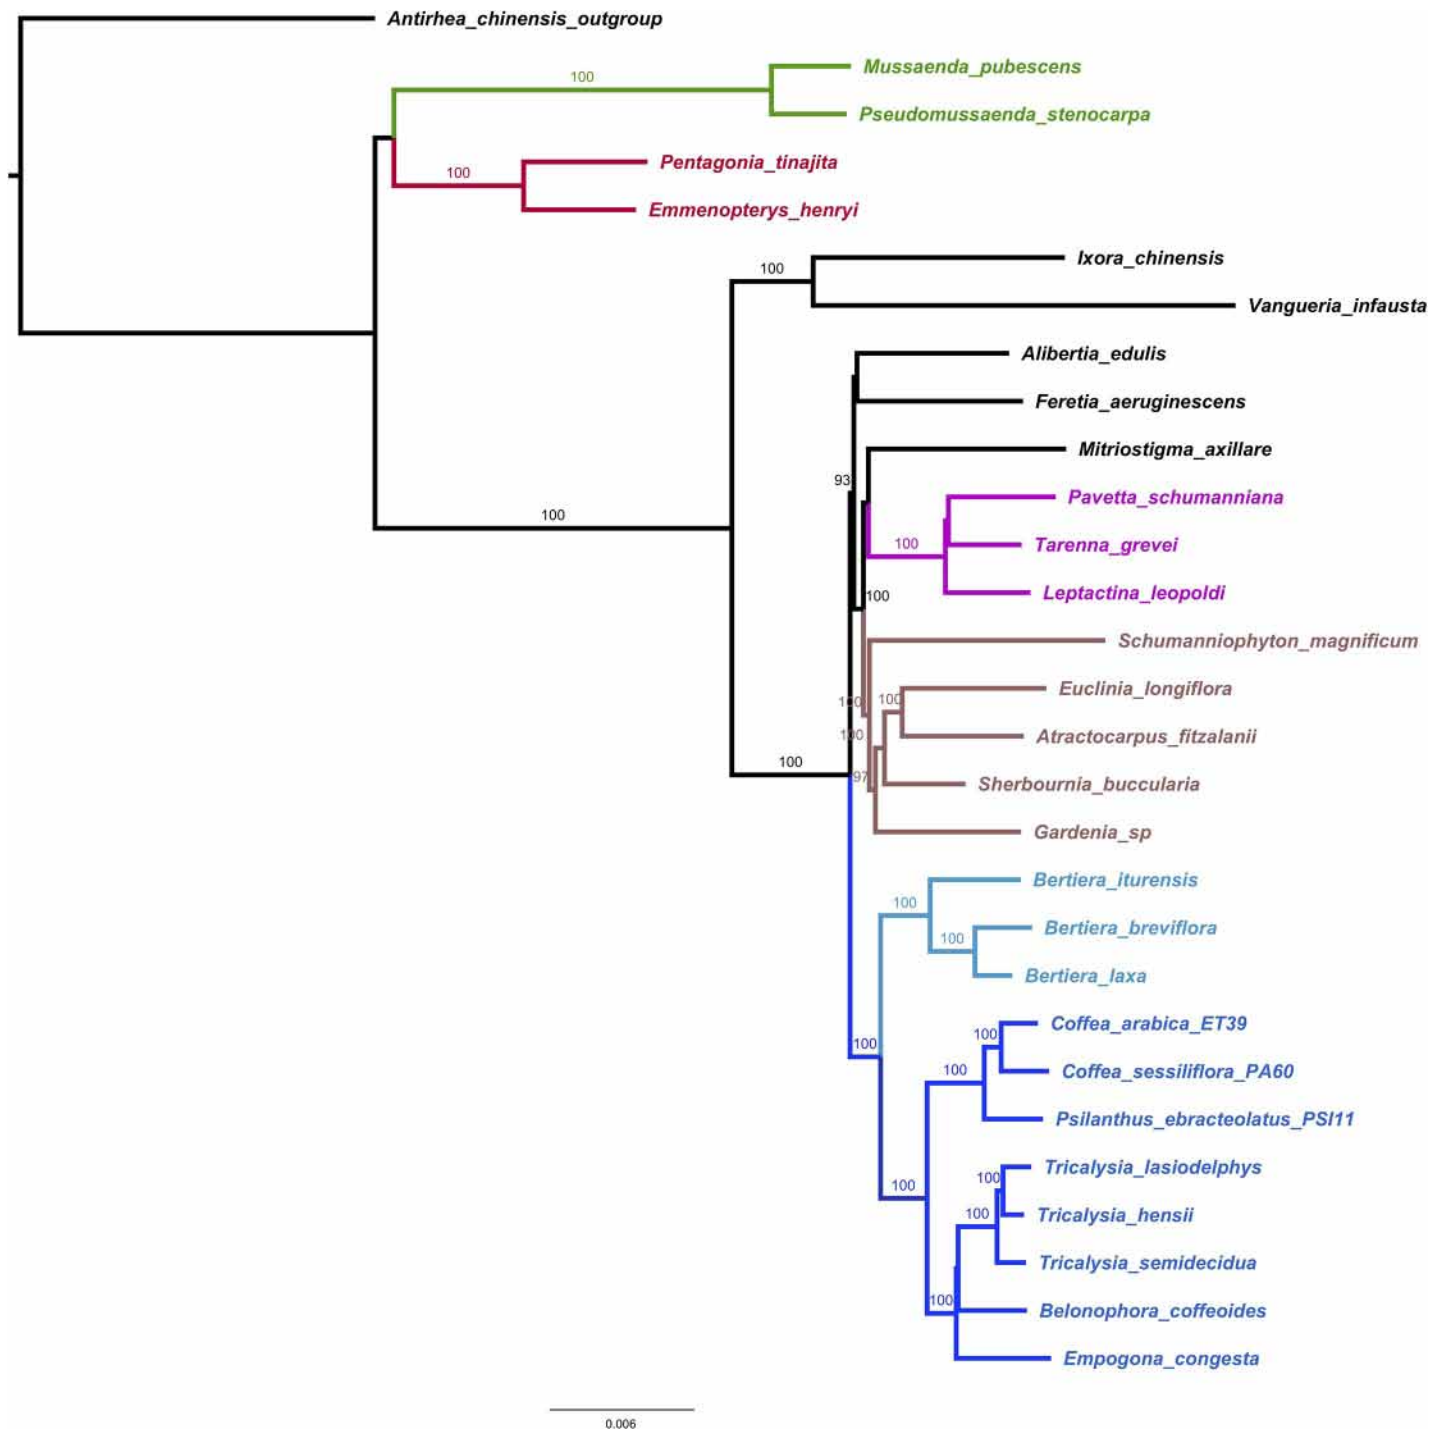 Antirhea_chinensis_outgroup
Mussaenda_pubescens
100
Pseudomussaenda_stenocarpa
Pentagonia_tinajita
100
Emmenopterys_henryi
Ixora_chinensis
100
Vangueria_infausta
Alibertia_edulis
Feretia_aeruginescens
Mitriostigma_axillare
93
Pavetta_schumanniana
100
Tarenna_grevei
100
Leptactina_leopoldi
100
Schumanniophyton_magnificum
Euclinia_longiflora
100
100
Atractocarpus_fitzalanii
100
100
97
Sherbournia_buccularia
Gardenia_sp
Bertiera_iturensis
100
Bertiera_breviflora
100
Bertiera_laxa
Coffea_arabica_ET39
100
100
Coffea_sessiliflora_PA60
100
Psilanthus_ebracteolatus_PSI11
Tricalysia_lasiodelphys
100
100
Tricalysia_hensii
100
Tricalysia_semidecidua
100
Belonophora_coffeoides
Empogona_congesta
0.006